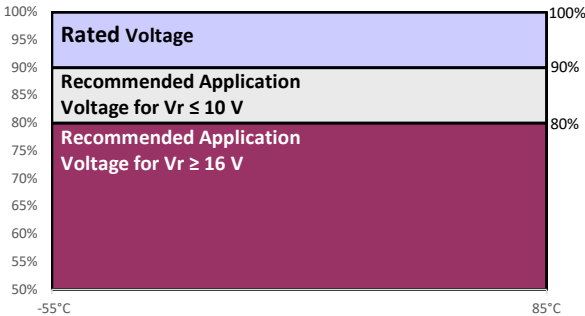 100%
100%
95%
Rated Voltage
90%
90%
Recommended Application
85%
Voltage for Vr ≤ 10 V
80%
80%
Recommended Application
75%
Voltage for Vr ≥ 16 V
70%
65%
60%
55%
50%
-55°C
85°C